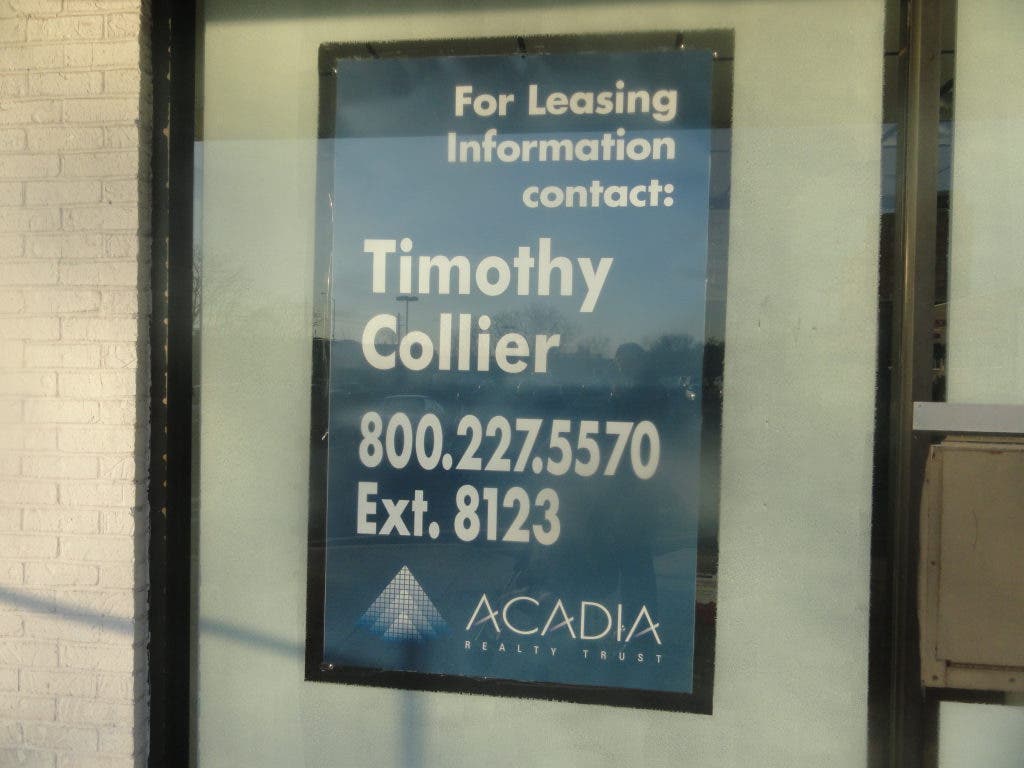 For Leasing
Information
contact:
Timothy
Collier
800.227.5570
Ext. 8123
ACADIA
REALTY TRUST